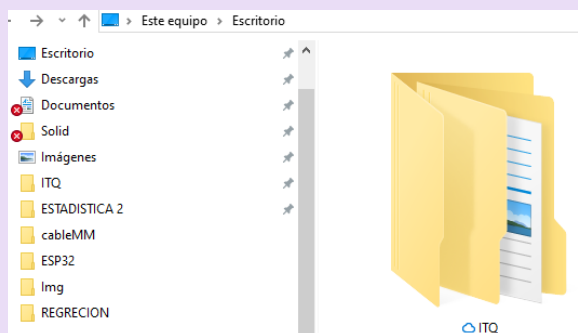 Este equipo › Escritorio
Escritorio
Descargas
Documentos
Solid
Imágenes
ITQ
ESTADISTICA 2
cableMM
ESP32
Img
REGRECION
ITQ